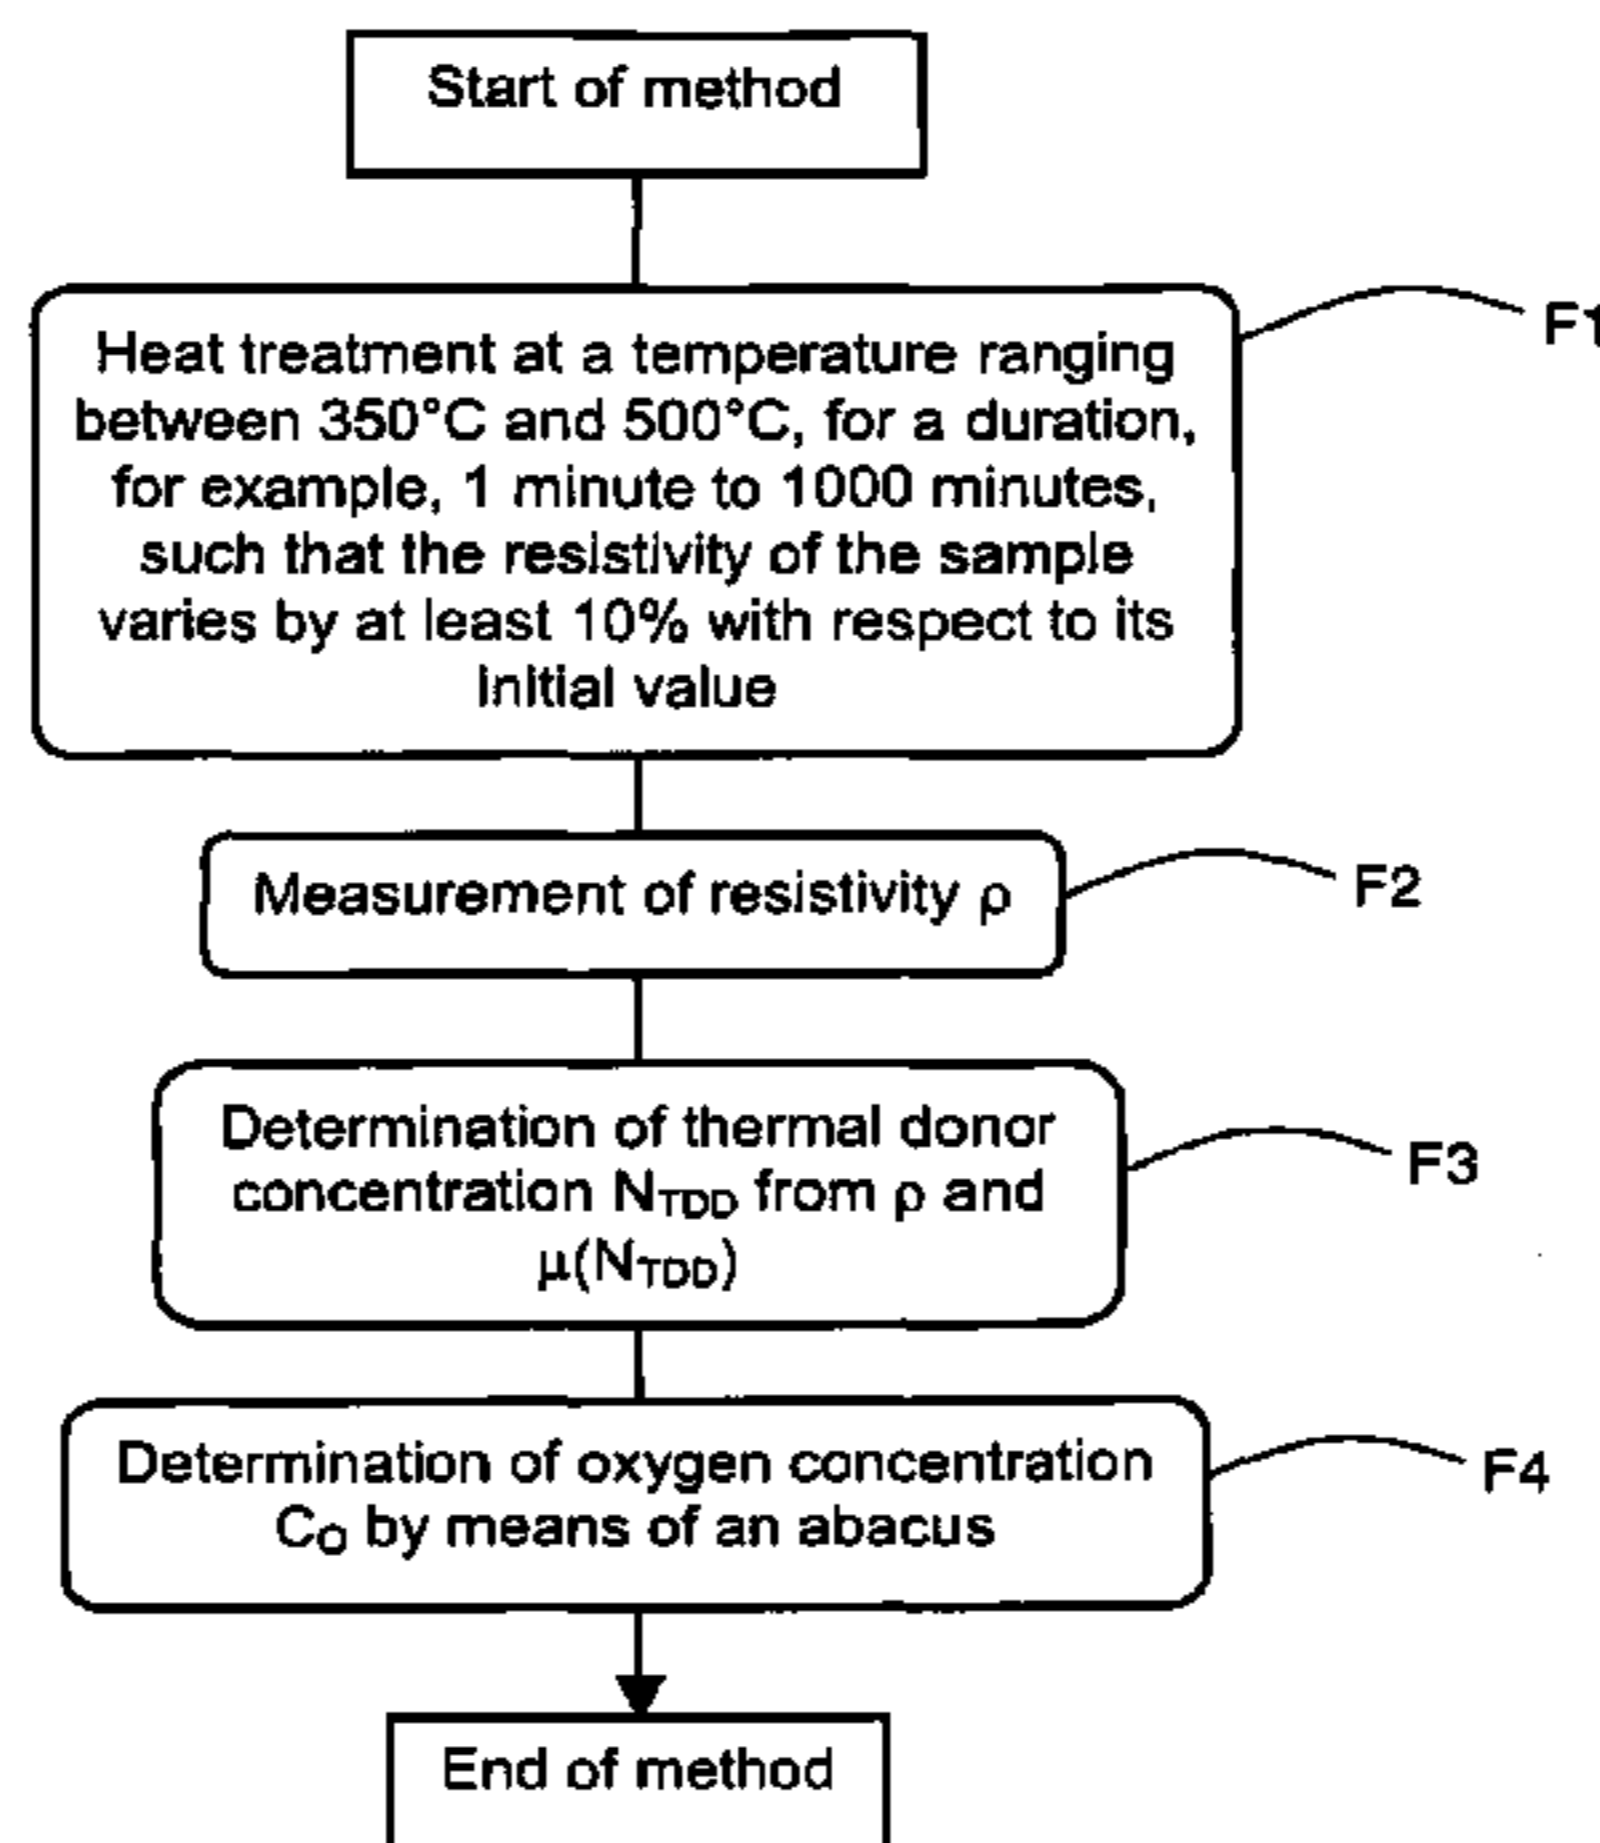 Start of method
Heat treatment at a temperature ranging
between 350°C and 500°C, for a duration,
for example, 1 minute to 1000 minutes,
such that the resistivity of the sample
varies by at least 10% with respect to its
initial value
F1
Measurement of resistivity ρ
F2
Determination of thermal donor
concentration NTDD from ρ and
μ(NTDD)
F3
Determination of oxygen concentration
CO by means of an abacus
F4
End of method